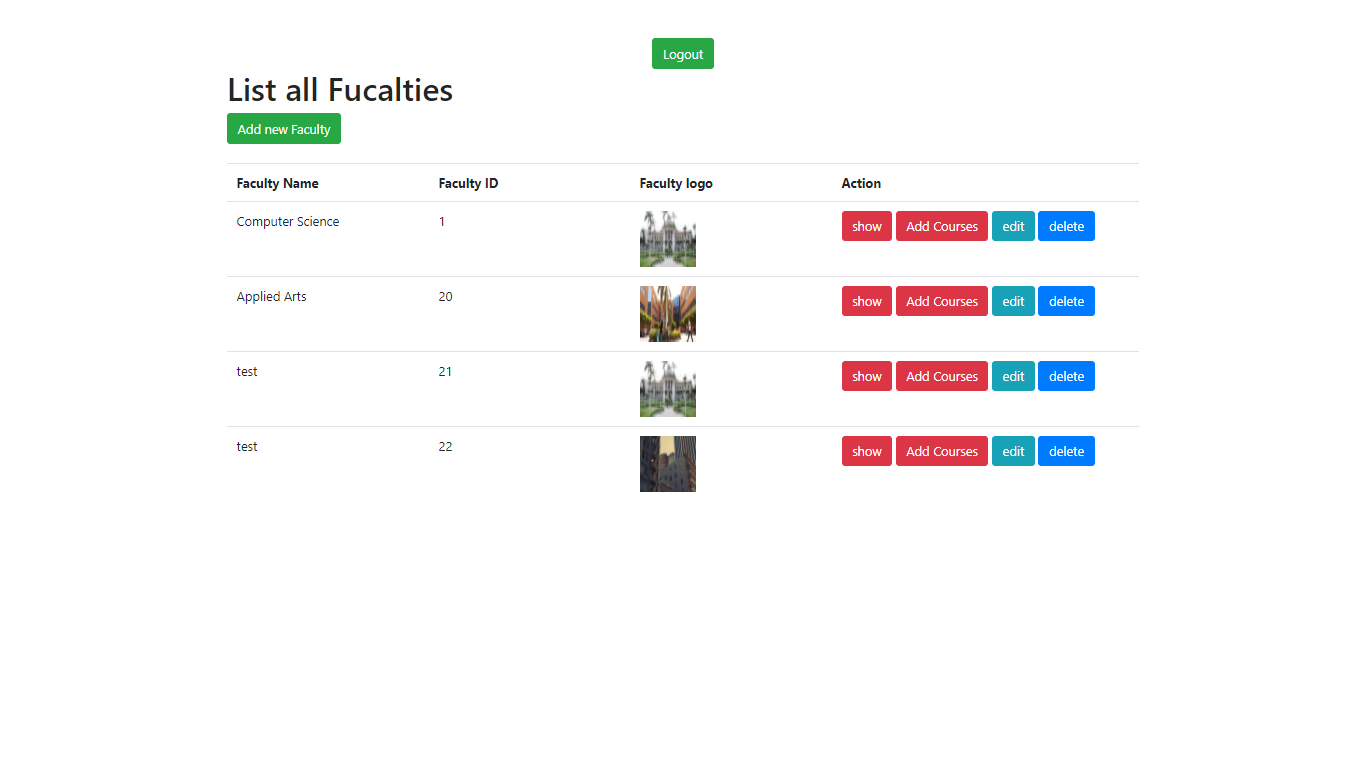 Logout
List all Fucalties
Add new Faculty
Faculty Name Faculty ID Faculty logo Action
Computer Science 1 show Add Courses edit delete
Applied Arts 20 show Add Courses edit delete
test 21 show Add Courses edit delete
test 22 show Add Courses edit delete